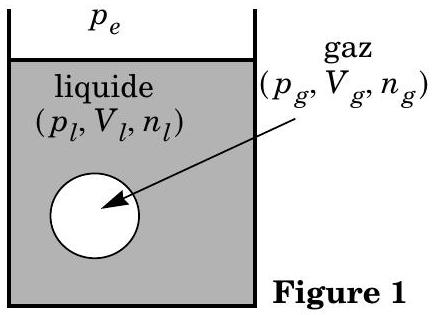 p_e
liquide
(p_l, V_l, n_l)
gaz
(p_g, V_g, n_g)
Figure 1